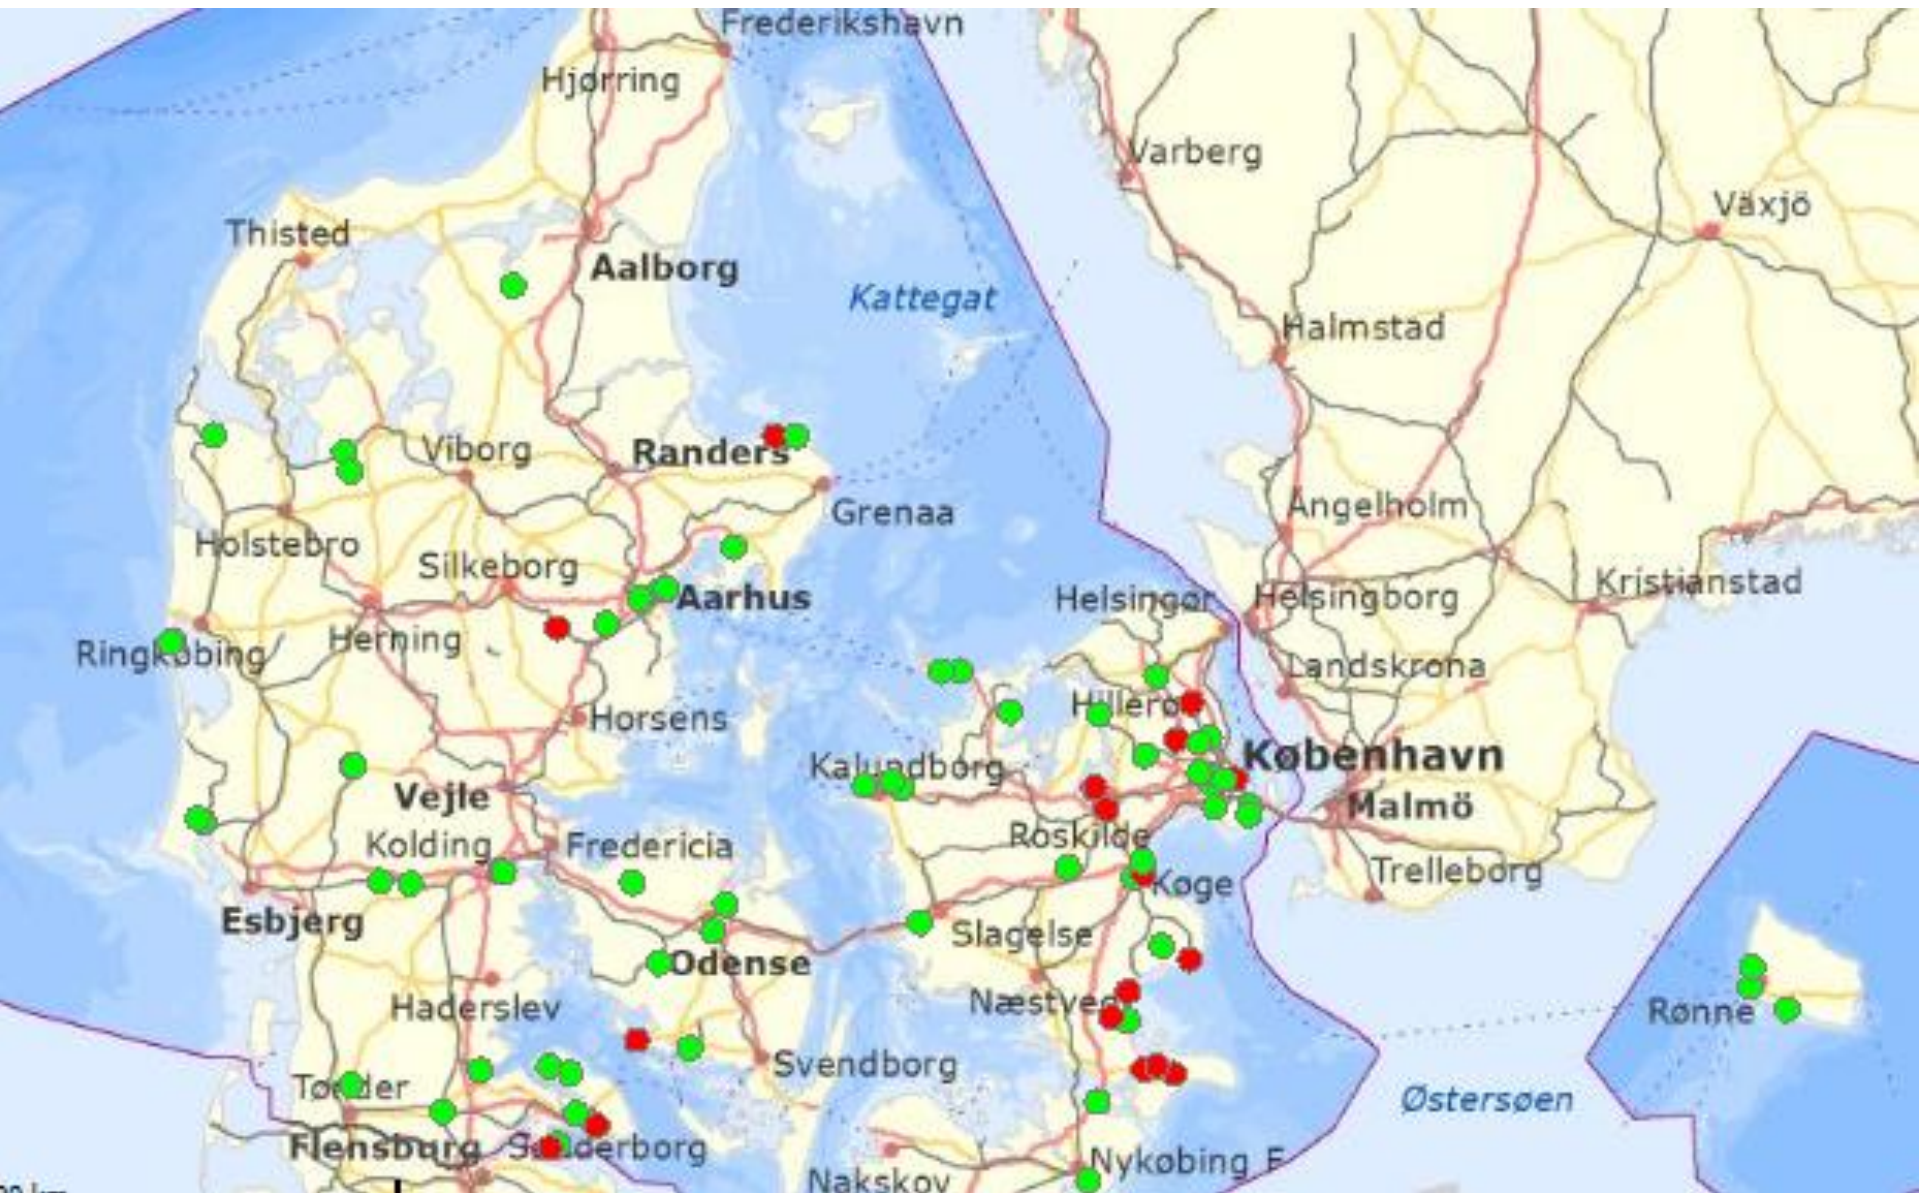 Frederikshavn
Hjørring
Varberg
Växjö
Thisted
Aalborg
Kattegat
Halmstad
Viborg
Randers
Grenaa
Ängelholm
Holstebro
Silkeborg
Aarhus
Helsingør
Helsingborg
Kristianstad
Ringkøbing
Herning
Landskrona
Horsens
Hillerø
København
Kalundborg
Vejle
Malmö
Roskilde
Kolding
Fredericia
Trelleborg
Køge
Esbjerg
Slagelse
Odense
Haderslev
Næstved
Rønne
Svendborg
Tønder
Østersøen
Flensburg
Sønderborg
Nykøbing F
Nakskov